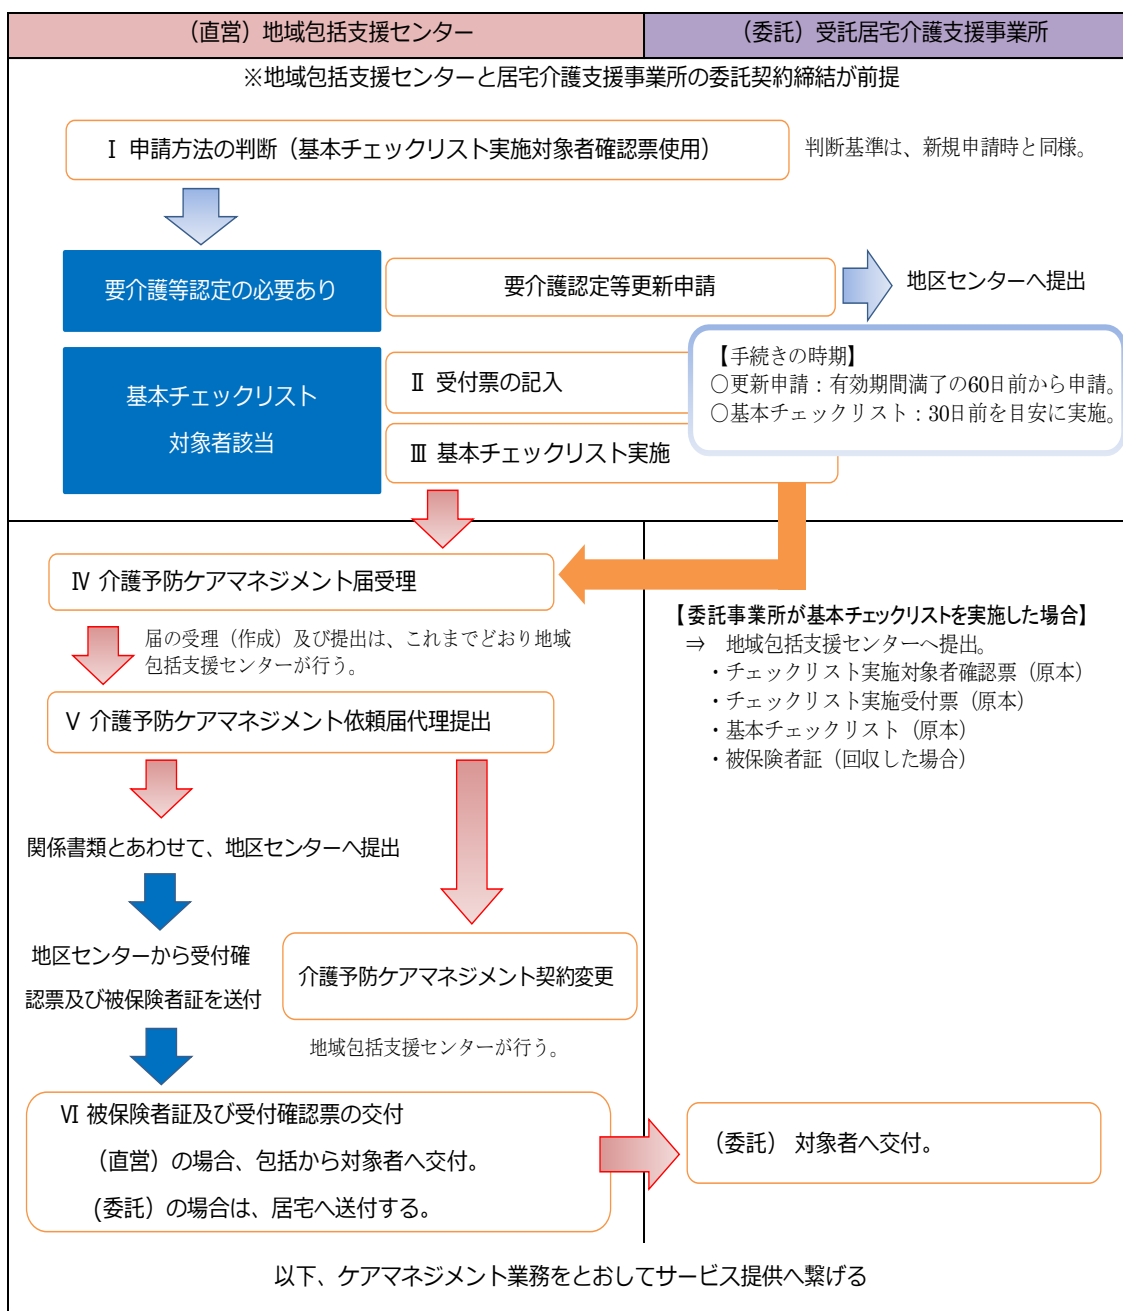 （直営）地域包括支援センター
（委託）受託居宅介護支援事業所
※地域包括支援センターと居宅介護支援事業所の委託契約締結が前提
Ⅰ 申請方法の判断（基本チェックリスト実施対象者確認票使用）
判断基準は、新規申請時と同様。
要介護等認定の必要あり
要介護認定等更新申請
地区センターへ提出
基本チェックリスト
対象者該当
Ⅱ 受付票の記入
Ⅲ 基本チェックリスト実施
【手続きの時期】
○更新申請：有効期間満了の60日前から申請。
○基本チェックリスト：30日前を目安に実施。
Ⅳ 介護予防ケアマネジメント届受理
届の受理（作成）及び提出は、これまでどおり地域
包括支援センターが行う。
Ⅴ 介護予防ケアマネジメント依頼届代理提出
【委託事業所が基本チェックリストを実施した場合】
⇒ 地域包括支援センターへ提出。
・チェックリスト実施対象者確認票（原本）
・チェックリスト実施受付票（原本）
・基本チェックリスト（原本）
・被保険者証（回収した場合）
関係書類とあわせて、地区センターへ提出
地区センターから受付確
認票及び被保険者証を送付
介護予防ケアマネジメント契約変更
地域包括支援センターが行う。
Ⅵ 被保険者証及び受付確認票の交付
（直営）の場合、包括から対象者へ交付。
(委託）の場合は、居宅へ送付する。
（委託） 対象者へ交付。
以下、ケアマネジメント業務をとおしてサービス提供へ繋げる